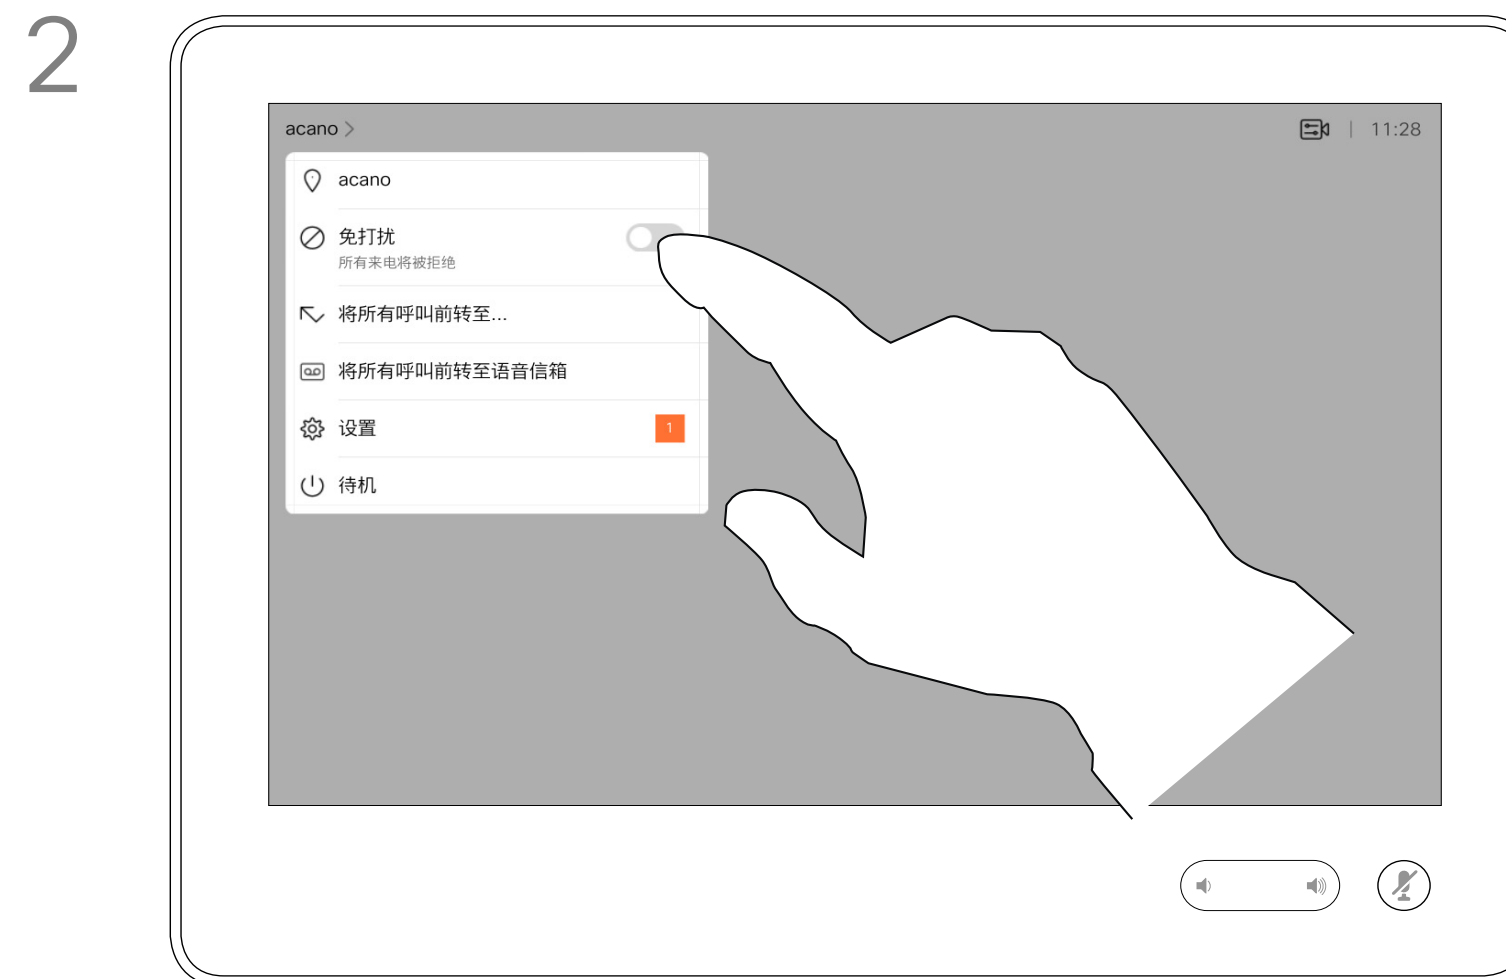 2
acano >
11:28
acano
免打扰
所有来电将被拒绝
将所有呼叫前转至...
将所有呼叫前转至语音信箱
设置
1
待机